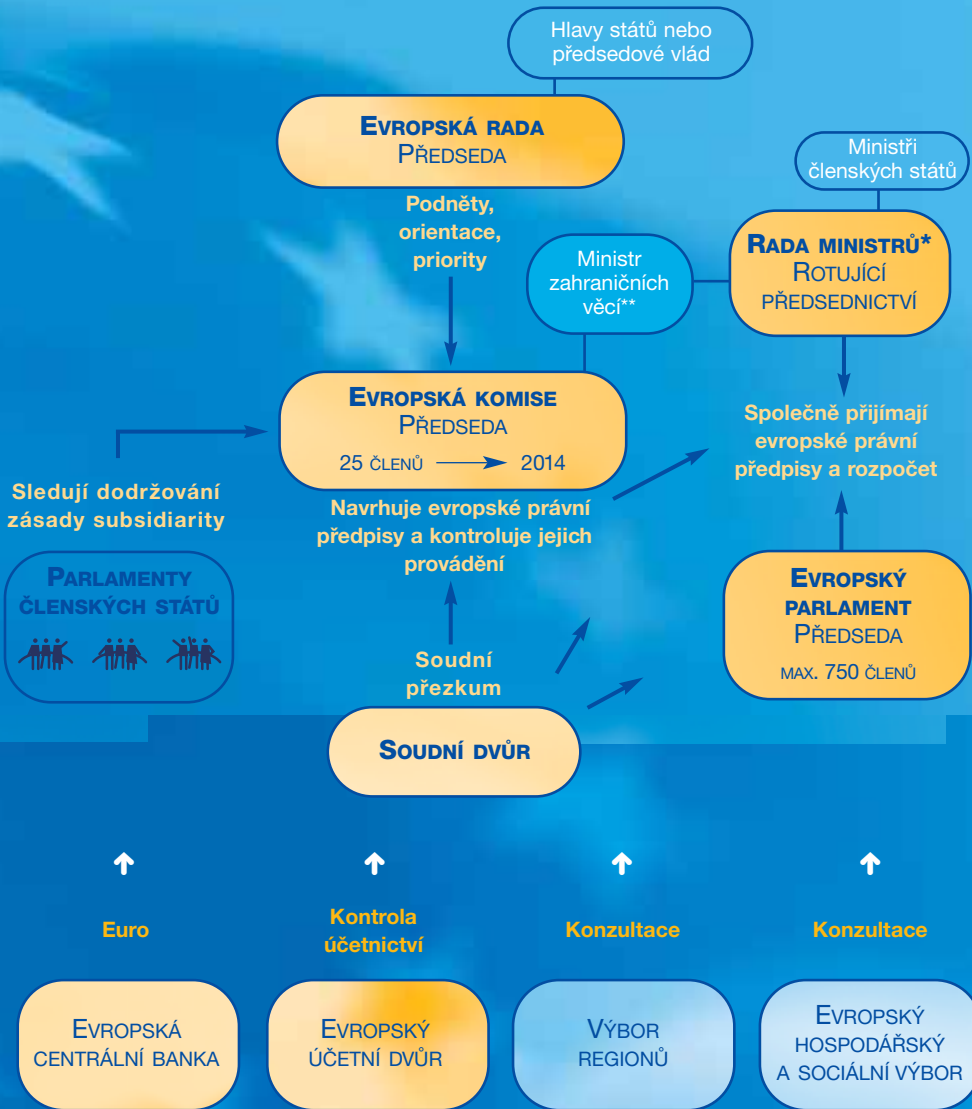 Hlavy států nebo
předsedové vlád
EVROPSKÁ RADA
PŘEDSEDA
Ministři
členských států
Podněty,
orientace,
priority
RADA MINISTRŮ*
ROTUJÍCÍ
PŘEDSEDNICTVÍ
Ministr
zahraničních
věcí**
EVROPSKÁ KOMISE
PŘEDSEDA
25 ČLENŮ 2014
Společně přijímají
evropské právní
předpisy a rozpočet
Sledují dodržování
zásady subsidiarity
Navrhuje evropské právní
předpisy a kontroluje jejich
provádění
PARLAMENTY
ČLENSKÝCH STÁTŮ
EVROPSKÝ
PARLAMENT
PŘEDSEDA
MAX. 750 ČLENŮ
Soudní
přezkum
SOUDNÍ DVŮR
Euro
Kontrola
účetnictví
Konzultace
Konzultace
EVROPSKÁ
CENTRÁLNÍ BANKA
EVROPSKÝ
ÚČETNÍ DVŮR
VÝBOR
REGIONŮ
EVROPSKÝ
HOSPODÁŘSKÝ
A SOCIÁLNÍ VÝBOR